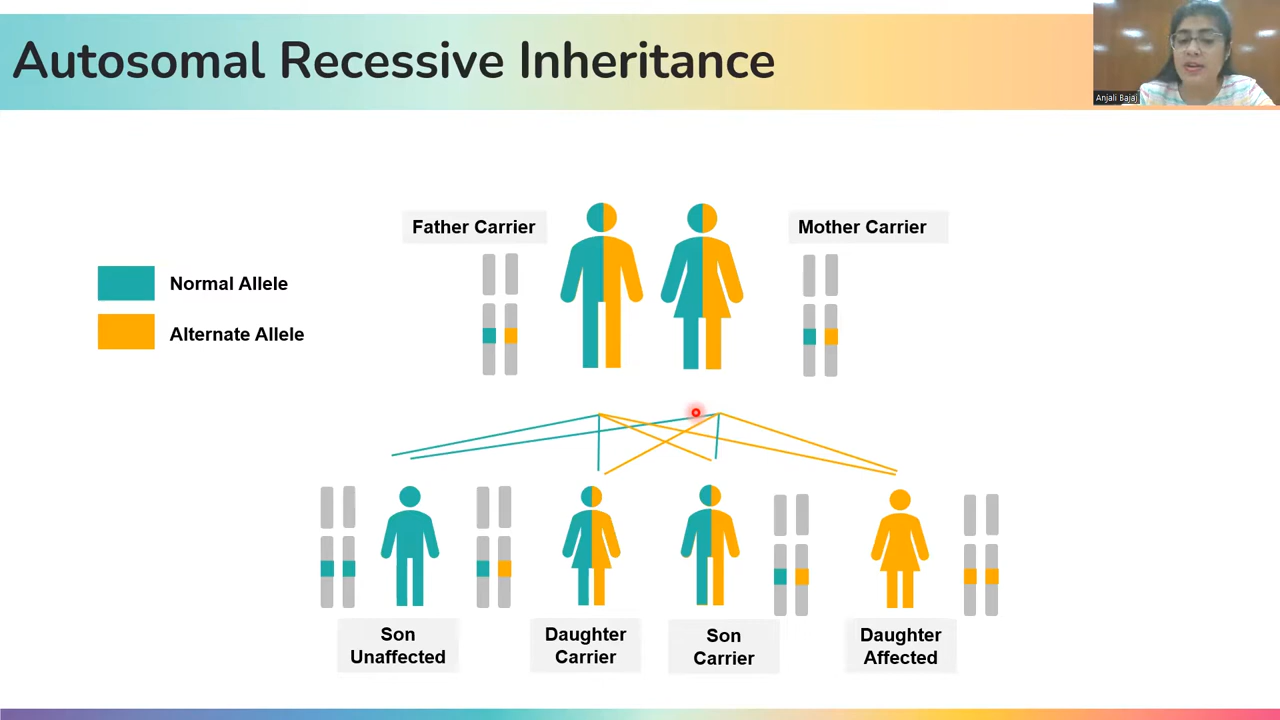 Autosomal Recessive Inheritance
Anjali Bajaj
Father Carrier
Mother Carrier
Normal Allele
Alternate Allele
Son
Unaffected
Daughter
Carrier
Son
Carrier
Daughter
Affected